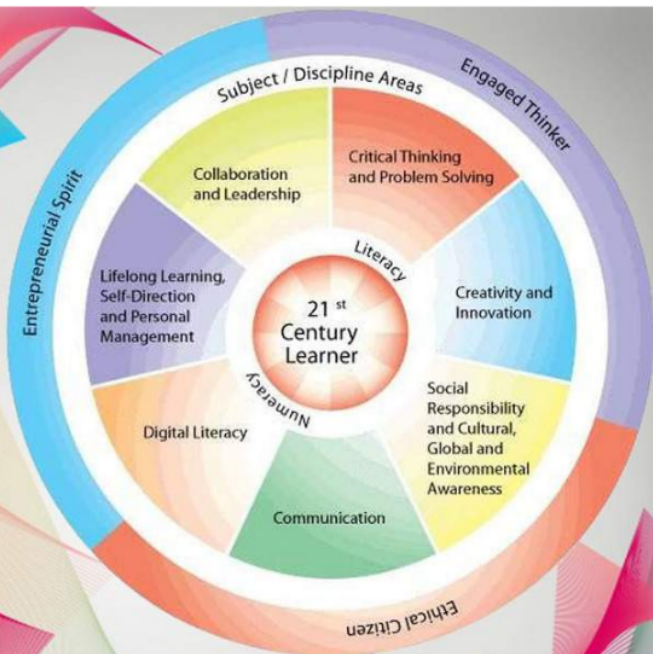 Subject / Discipline Areas
Engaged Thinker
Entrepreneurial Spirit
Ethical Citizen
Collaboration
and Leadership
Critical Thinking
and Problem Solving
Lifelong Learning,
Self-Direction
and Personal
Management
Creativity and
Innovation
Literacy
21 st
Century
Learner
Numeracy
Digital Literacy
Social
Responsibility
and Cultural,
Global and
Environmental
Awareness
Communication